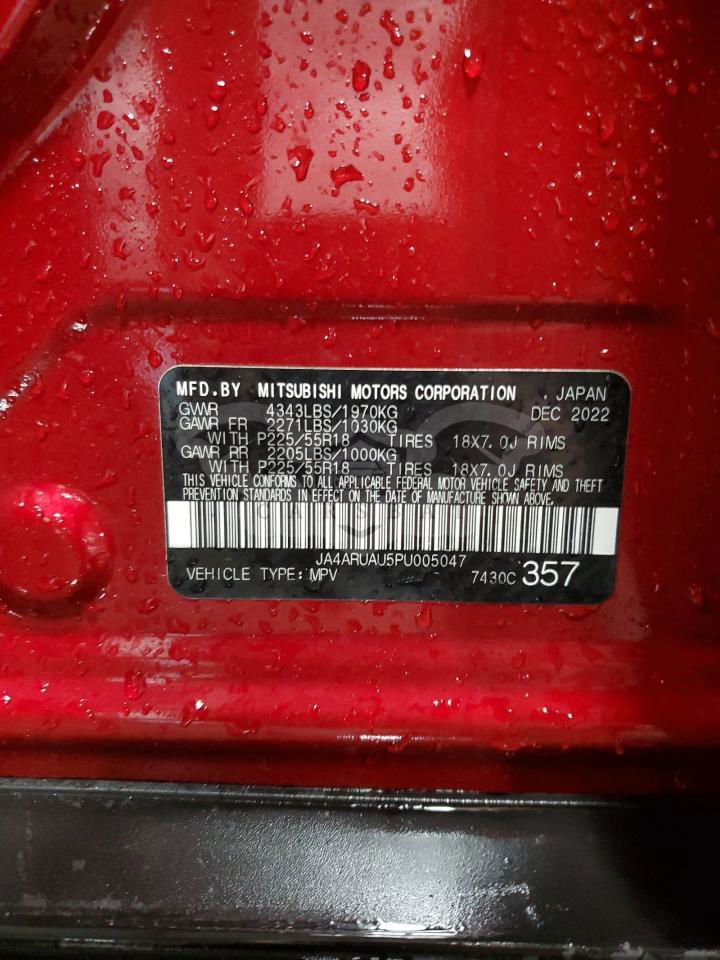 MFD.BY MITSUBISHI MOTORS CORPORATION . JAPAN
GWR 4343LBS/1970KG DEC 2022
GAWR FR 2271LBS/1030KG
WITH P225/55R18 TIRES 18X7.0J RIMS
GAWR RR 2205LBS/1000KG
WITH P225/55R18 TIRES 18X7.0J RIMS
THIS VEHICLE CONFORMS TO ALL APPLICABLE FEDERAL MOTOR VEHICLE SAFETY AND THEFT
PREVENTION STANDARDS IN EFFECT ON THE DATE OF MANUFACTURE SHOWN ABOVE.
JA4ARUAU5PU005047
VEHICLE TYPE:MPV 7430C 357